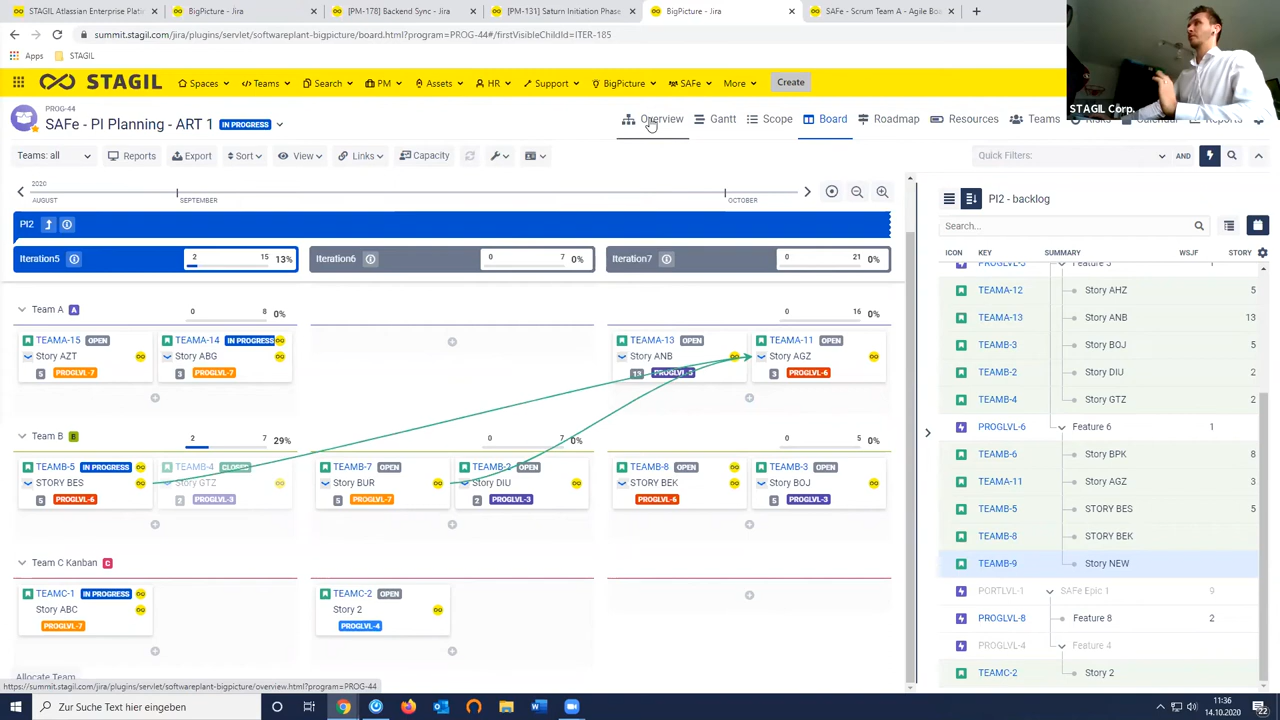 STAGIL Atlassian Enterprise Plati
BigPicture - Jira
[PM-178] Backend Sync - Jira
[PM-131] Saturn Initiation Phase
BigPicture - Jira
SAFe - Scrum Team A - Agile Boa
summit.stagil.com/jira/plugins/servlet/softwareplant-bigpicture/board.html?program=PROG-44#/firstVisibleChildId=ITER-185
Apps STAGIL
STAGIL Spaces Teams Search PM Assets HR Support BigPicture SAFe More Create
STAGIL Corp.
PROG-44
SAFe - PI Planning - ART 1 IN PROGRESS
Overview Gantt Scope Board Roadmap Resources Teams Risks Calendar Reports
Teams: all Reports Export Sort View Links Capacity
Quick Filters: AND
2020
AUGUST SEPTEMBER OCTOBER
PI2
Iteration5 2 15 13%
Iteration6 0 7 0%
Iteration7 0 21 0%
Team A A 0 8 0%
0 16 0%
TEAMA-15 OPEN
Story AZT
5 PROGLVL-7
TEAMA-14 IN PROGRESS
Story ABG
3 PROGLVL-7
TEAMA-13 OPEN
Story ANB
13 PROGLVL-3
TEAMA-11 OPEN
Story AGZ
3 PROGLVL-6
Team B B 2 7 29%
0 7 0%
0 5 0%
TEAMB-5 IN PROGRESS
STORY BES
5 PROGLVL-6
TEAMB-4 CLOSED
Story GTZ
2 PROGLVL-3
TEAMB-7 OPEN
Story BUR
5 PROGLVL-7
TEAMB-2 OPEN
Story DIU
2 PROGLVL-3
TEAMB-8 OPEN
STORY BEK
PROGLVL-6
TEAMB-3 OPEN
Story BOJ
5 PROGLVL-3
Team C Kanban C
TEAMC-1 IN PROGRESS
Story ABC
PROGLVL-7
TEAMC-2 OPEN
Story 2
PROGLVL-4
Allocate Team
PI2 - backlog
Search...
ICON KEY SUMMARY WSJF STORY
PROGLVL-3 Feature 3 1
TEAMA-12 Story AHZ 5
TEAMA-13 Story ANB 13
TEAMB-3 Story BOJ 5
TEAMB-2 Story DIU 2
TEAMB-4 Story GTZ 2
PROGLVL-6 Feature 6 1
TEAMB-6 Story BPK 8
TEAMA-11 Story AGZ 3
TEAMB-5 STORY BES 5
TEAMB-8 STORY BEK
TEAMB-9 Story NEW
PORTLVL-1 SAFe Epic 1 9
PROGLVL-8 Feature 8 2
PROGLVL-4 Feature 4
TEAMC-2 Story 2
https://summit.stagil.com/jira/plugins/servlet/softwareplant-bigpicture/overview.html?program=PROG-44
Zur Suche Text hier eingeben
11:36
14.10.2020
22